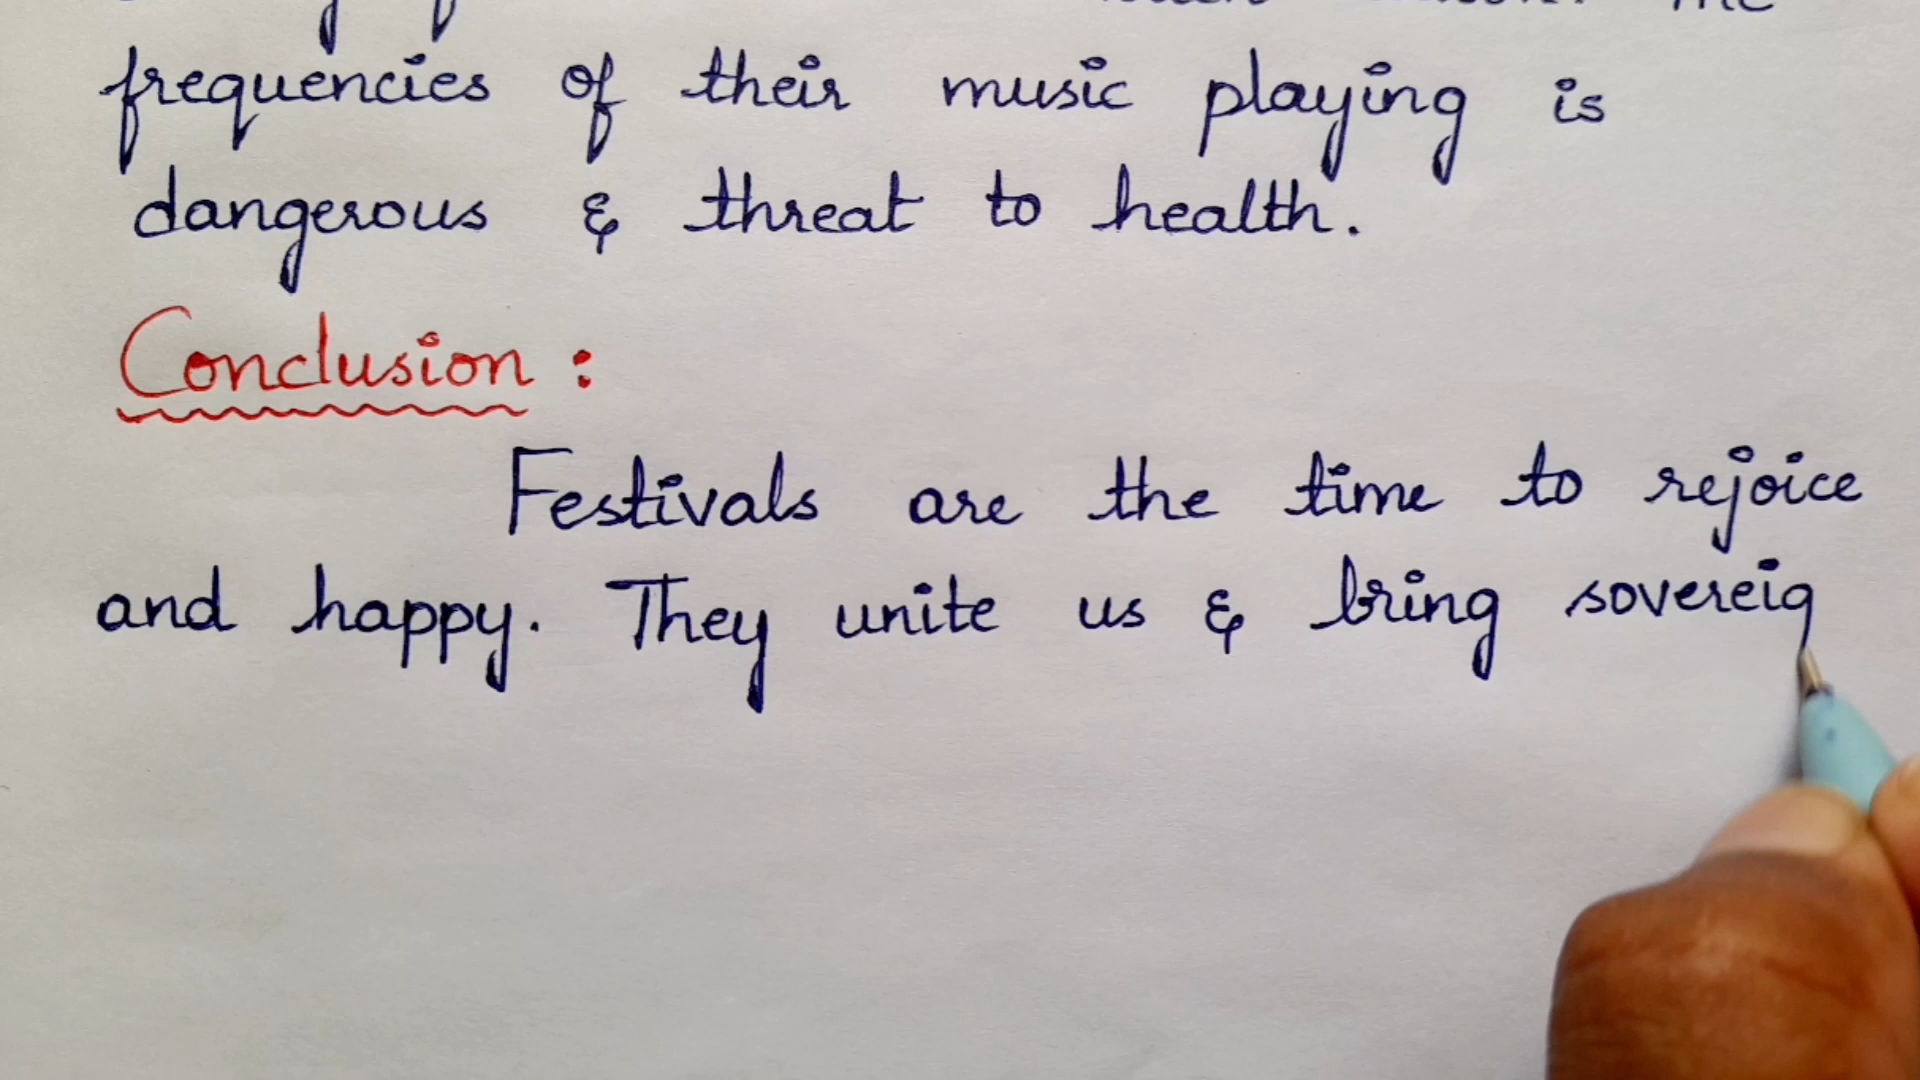 frequencies of their music playing is
dangerous & threat to health.
Conclusion :
Festivals are the time to rejoice
and happy. They unite us & bring sovereig